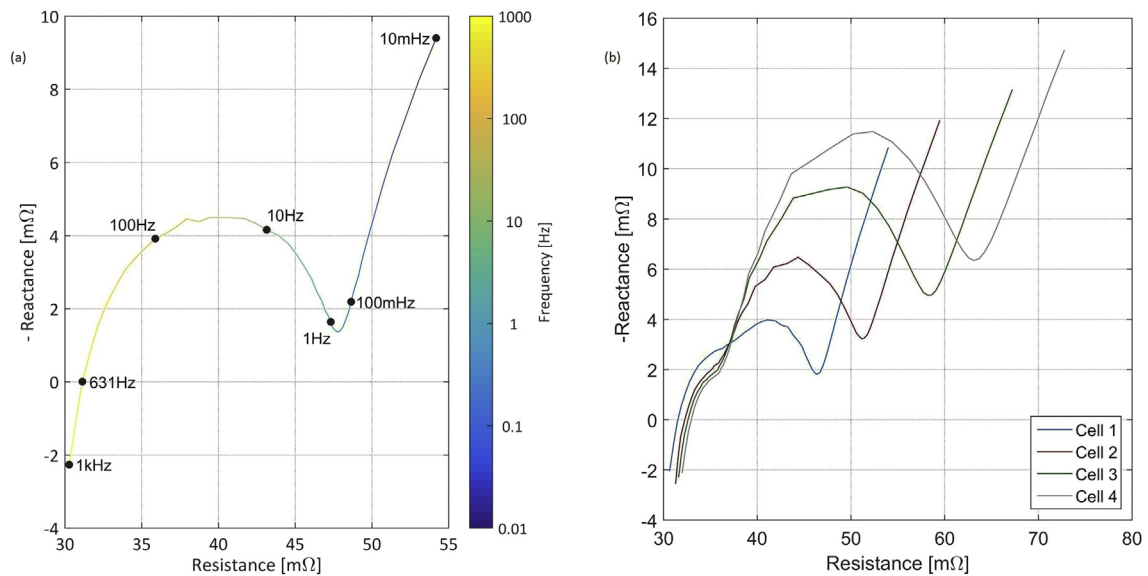 (a)
10
8
6
4
2
0
-2
-4
- Reactance [mΩ]
30 35 40 45 50 55
Resistance [mΩ]
10mHz
100Hz
10Hz
100mHz
1Hz
631Hz
1kHz
1000
100
10
1
0.1
0.01
Frequency [Hz]
(b)
16
14
12
10
8
6
4
2
0
-2
-4
-Reactance [mΩ]
30 40 50 60 70 80
Resistance [mΩ]
Cell 1
Cell 2
Cell 3
Cell 4